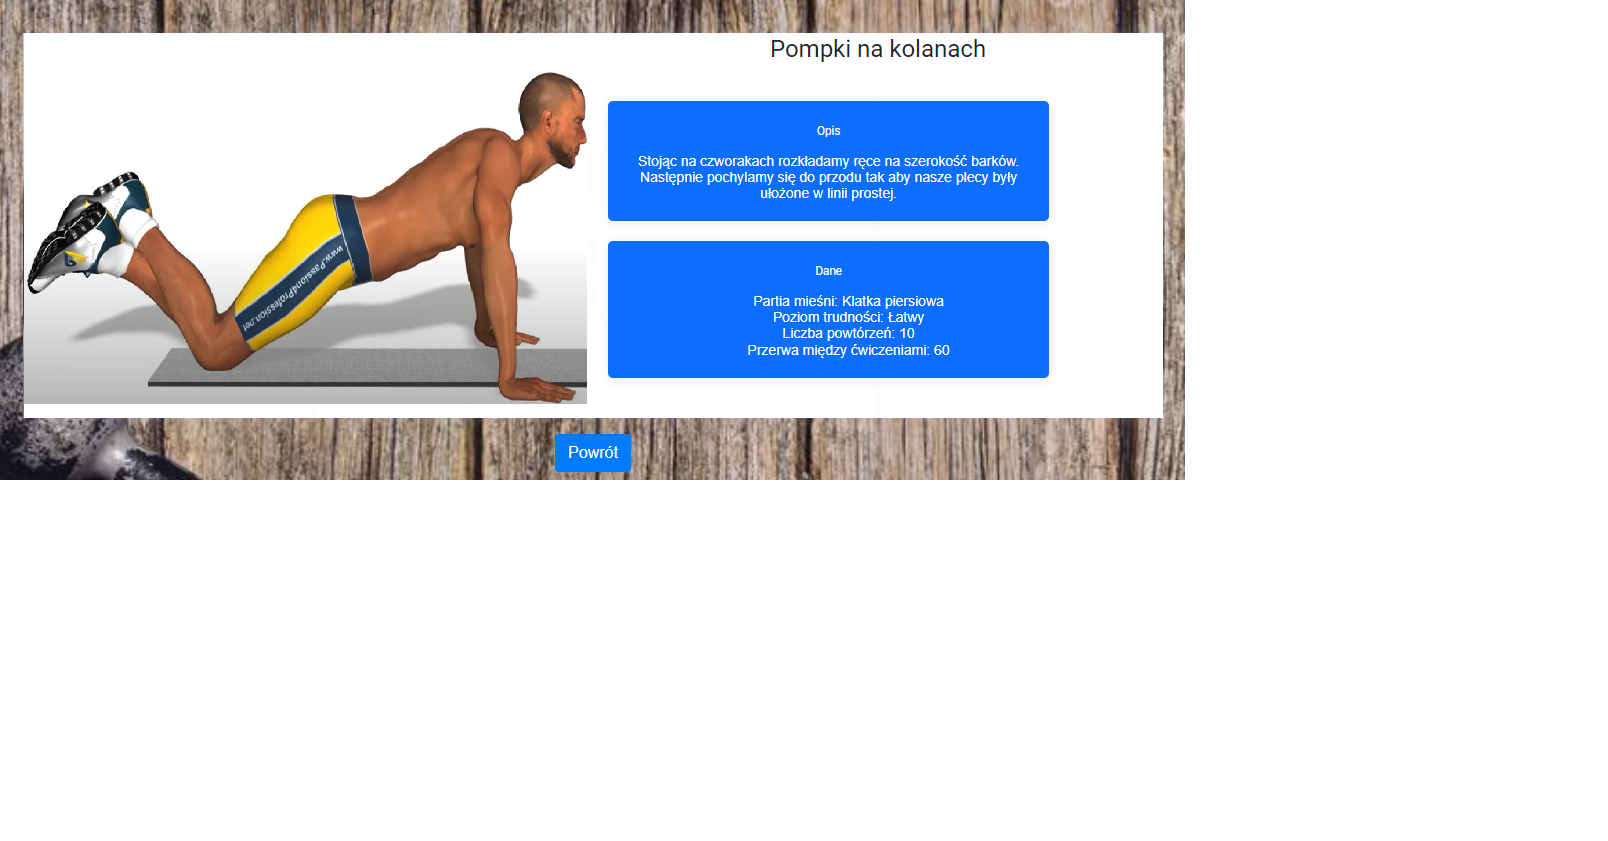 Pompki na kolanach
Opis
Stojąc na czworakach rozkładamy ręce na szerokość barków.
Następnie pochylamy się do przodu tak aby nasze plecy były
ułożone w linii prostej.
Dane
Partia mieśni: Klatka piersiowa
Poziom trudności: Łatwy
Liczba powtórzeń: 10
Przerwa między ćwiczeniami: 60
www.Passion4Profession.net
Powrót